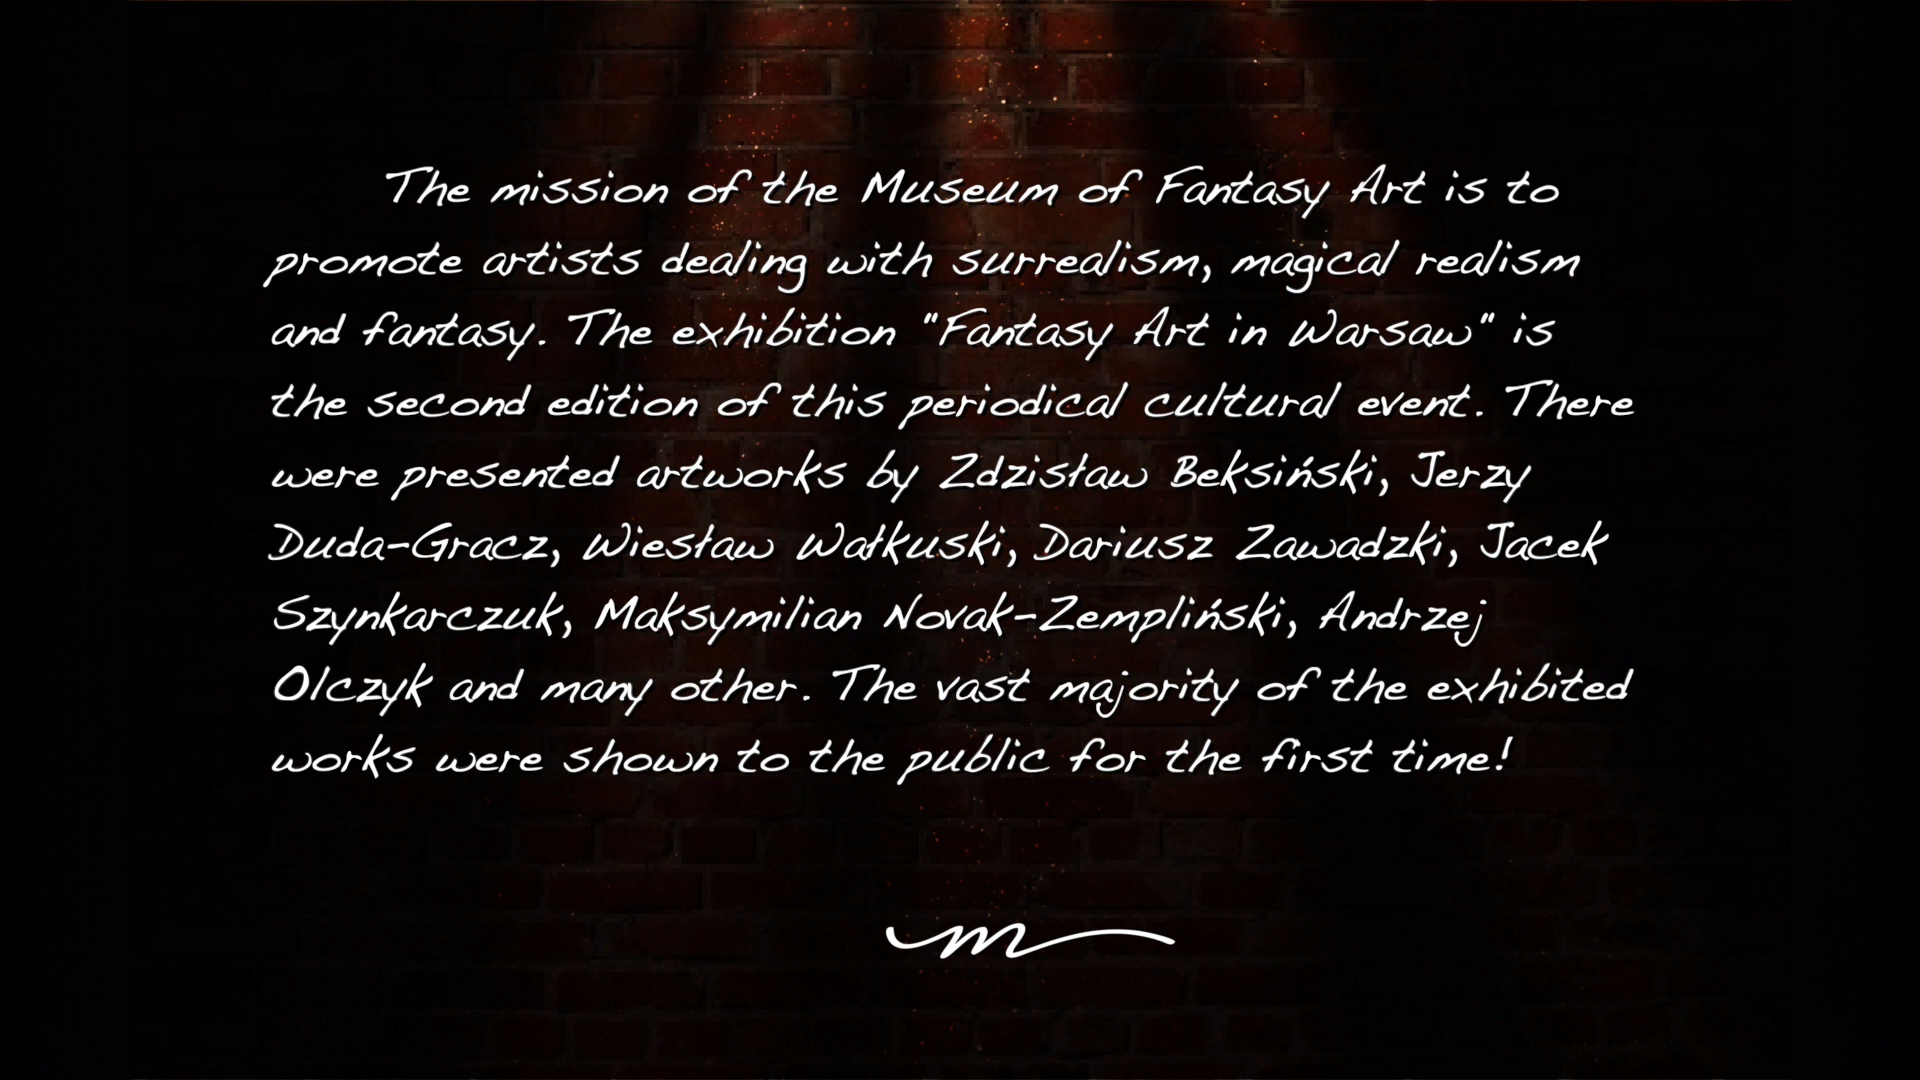 The mission of the Museum of Fantasy Art is to
promote artists dealing with surrealism, magical realism
and fantasy. The exhibition "Fantasy Art in Warsaw" is
the second edition of this periodical cultural event. There
were presented artworks by Zdzisław Beksiński, Jerzy
Duda-Gracz, Wiesław Wałkuski, Dariusz Zawadzki, Jacek
Szynkarczuk, Maksymilian Novak-Zempliński, Andrzej
Olczyk and many other. The vast majority of the exhibited
works were shown to the public for the first time!